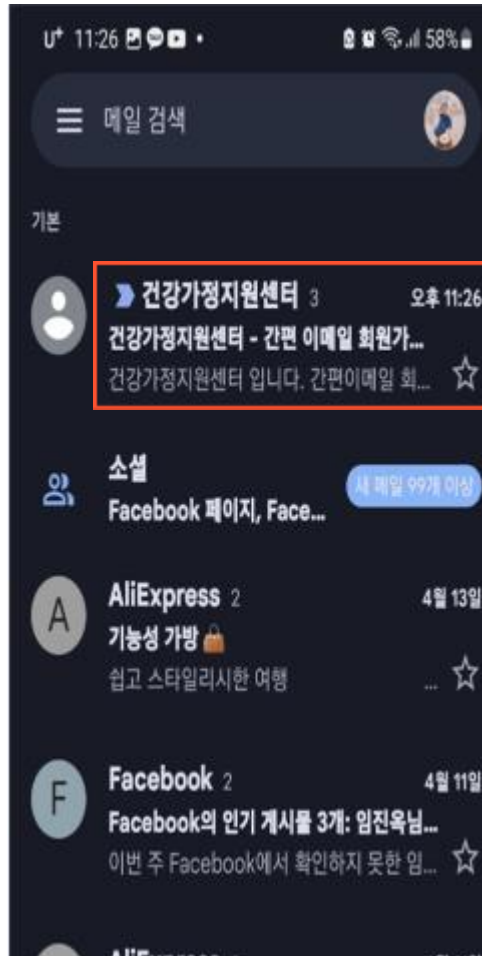 U+ 11:26 58%
메일 검색
기본
건강가정지원센터 3 오후 11:26
건강가정지원센터 - 간편 이메일 회원가...
건강가정지원센터 입니다. 간편이메일 회...
소셜
새 메일 99개 이상
Facebook 페이지, Face...
A
AliExpress 2 4월 13일
기능성 가방
쉽고 스타일리시한 여행 ...
F
Facebook 2 4월 11일
Facebook의 인기 게시물 3개: 임진옥님...
이번 주 Facebook에서 확인하지 못한 임...